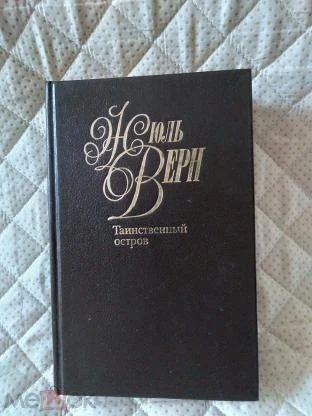 Жюль
Верн
Таинственный
остров